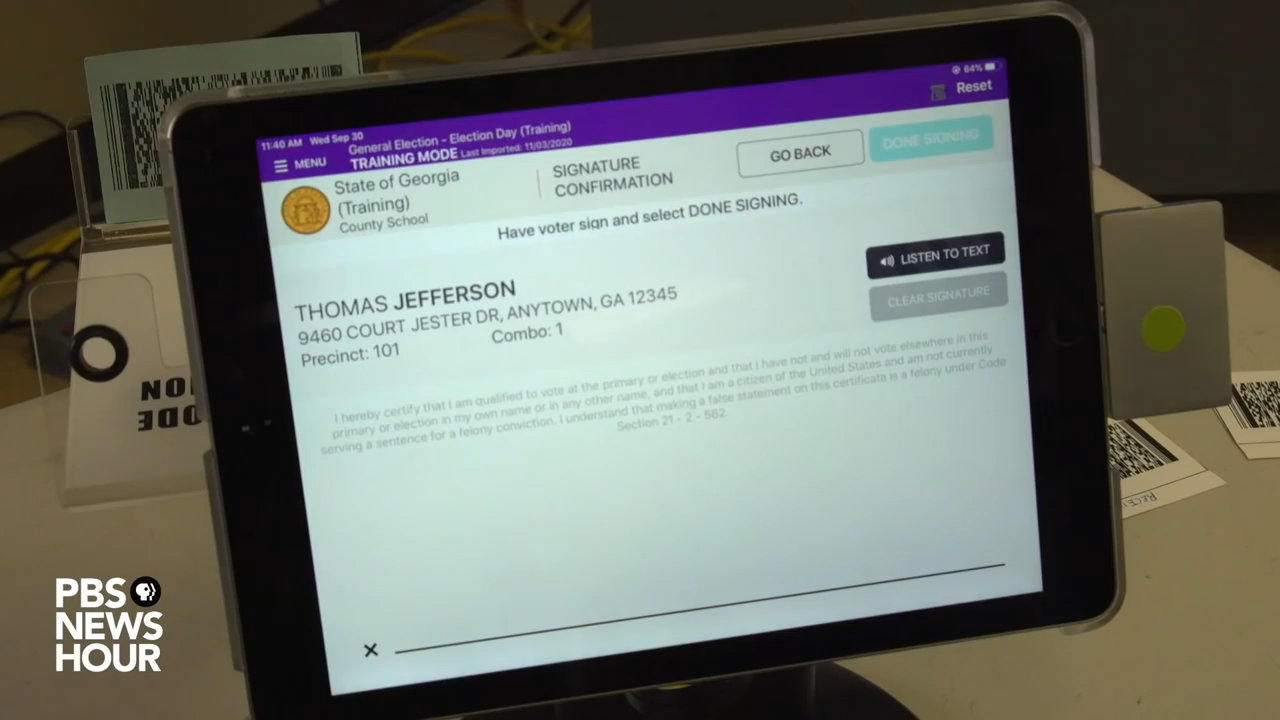 11:40 AM Wed Sep 30
64%
General Election - Election Day (Training)
MENU
TRAINING MODE Last Imported: 11/03/2020
Reset
State of Georgia
(Training)
County School
SIGNATURE
CONFIRMATION
GO BACK
DONE SIGNING
Have voter sign and select DONE SIGNING.
LISTEN TO TEXT
CLEAR SIGNATURE
THOMAS JEFFERSON
9460 COURT JESTER DR, ANYTOWN, GA 12345
Precinct: 101
Combo: 1
I hereby certify that I am qualified to vote at the primary or election and that I have not and will not vote elsewhere in this
primary or election in my own name or in any other name, and that I am a citizen of the United States and am not currently
serving a sentence for a felony conviction. I understand that making a false statement on this certificate is a felony under Code
Section 21 - 2 - 562.
×
PBS
NEWS
HOUR